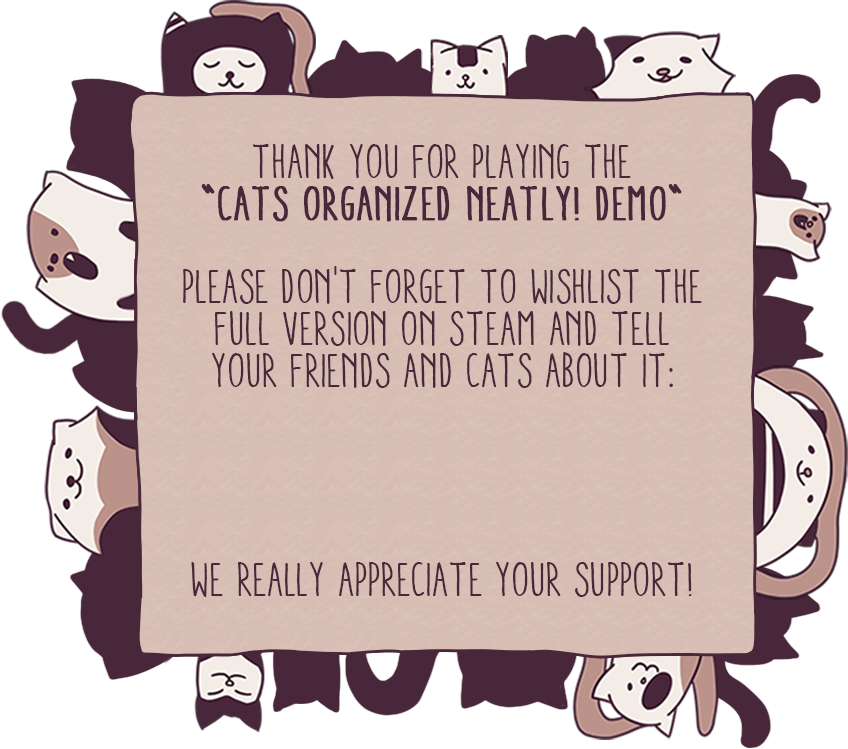 THANK YOU FOR PLAYING THE
"CATS ORGANIZED NEATLY! DEMO"
PLEASE DON'T FORGET TO WISHLIST THE
FULL VERSION ON STEAM AND TELL
YOUR FRIENDS AND CATS ABOUT IT:
WE REALLY APPRECIATE YOUR SUPPORT!